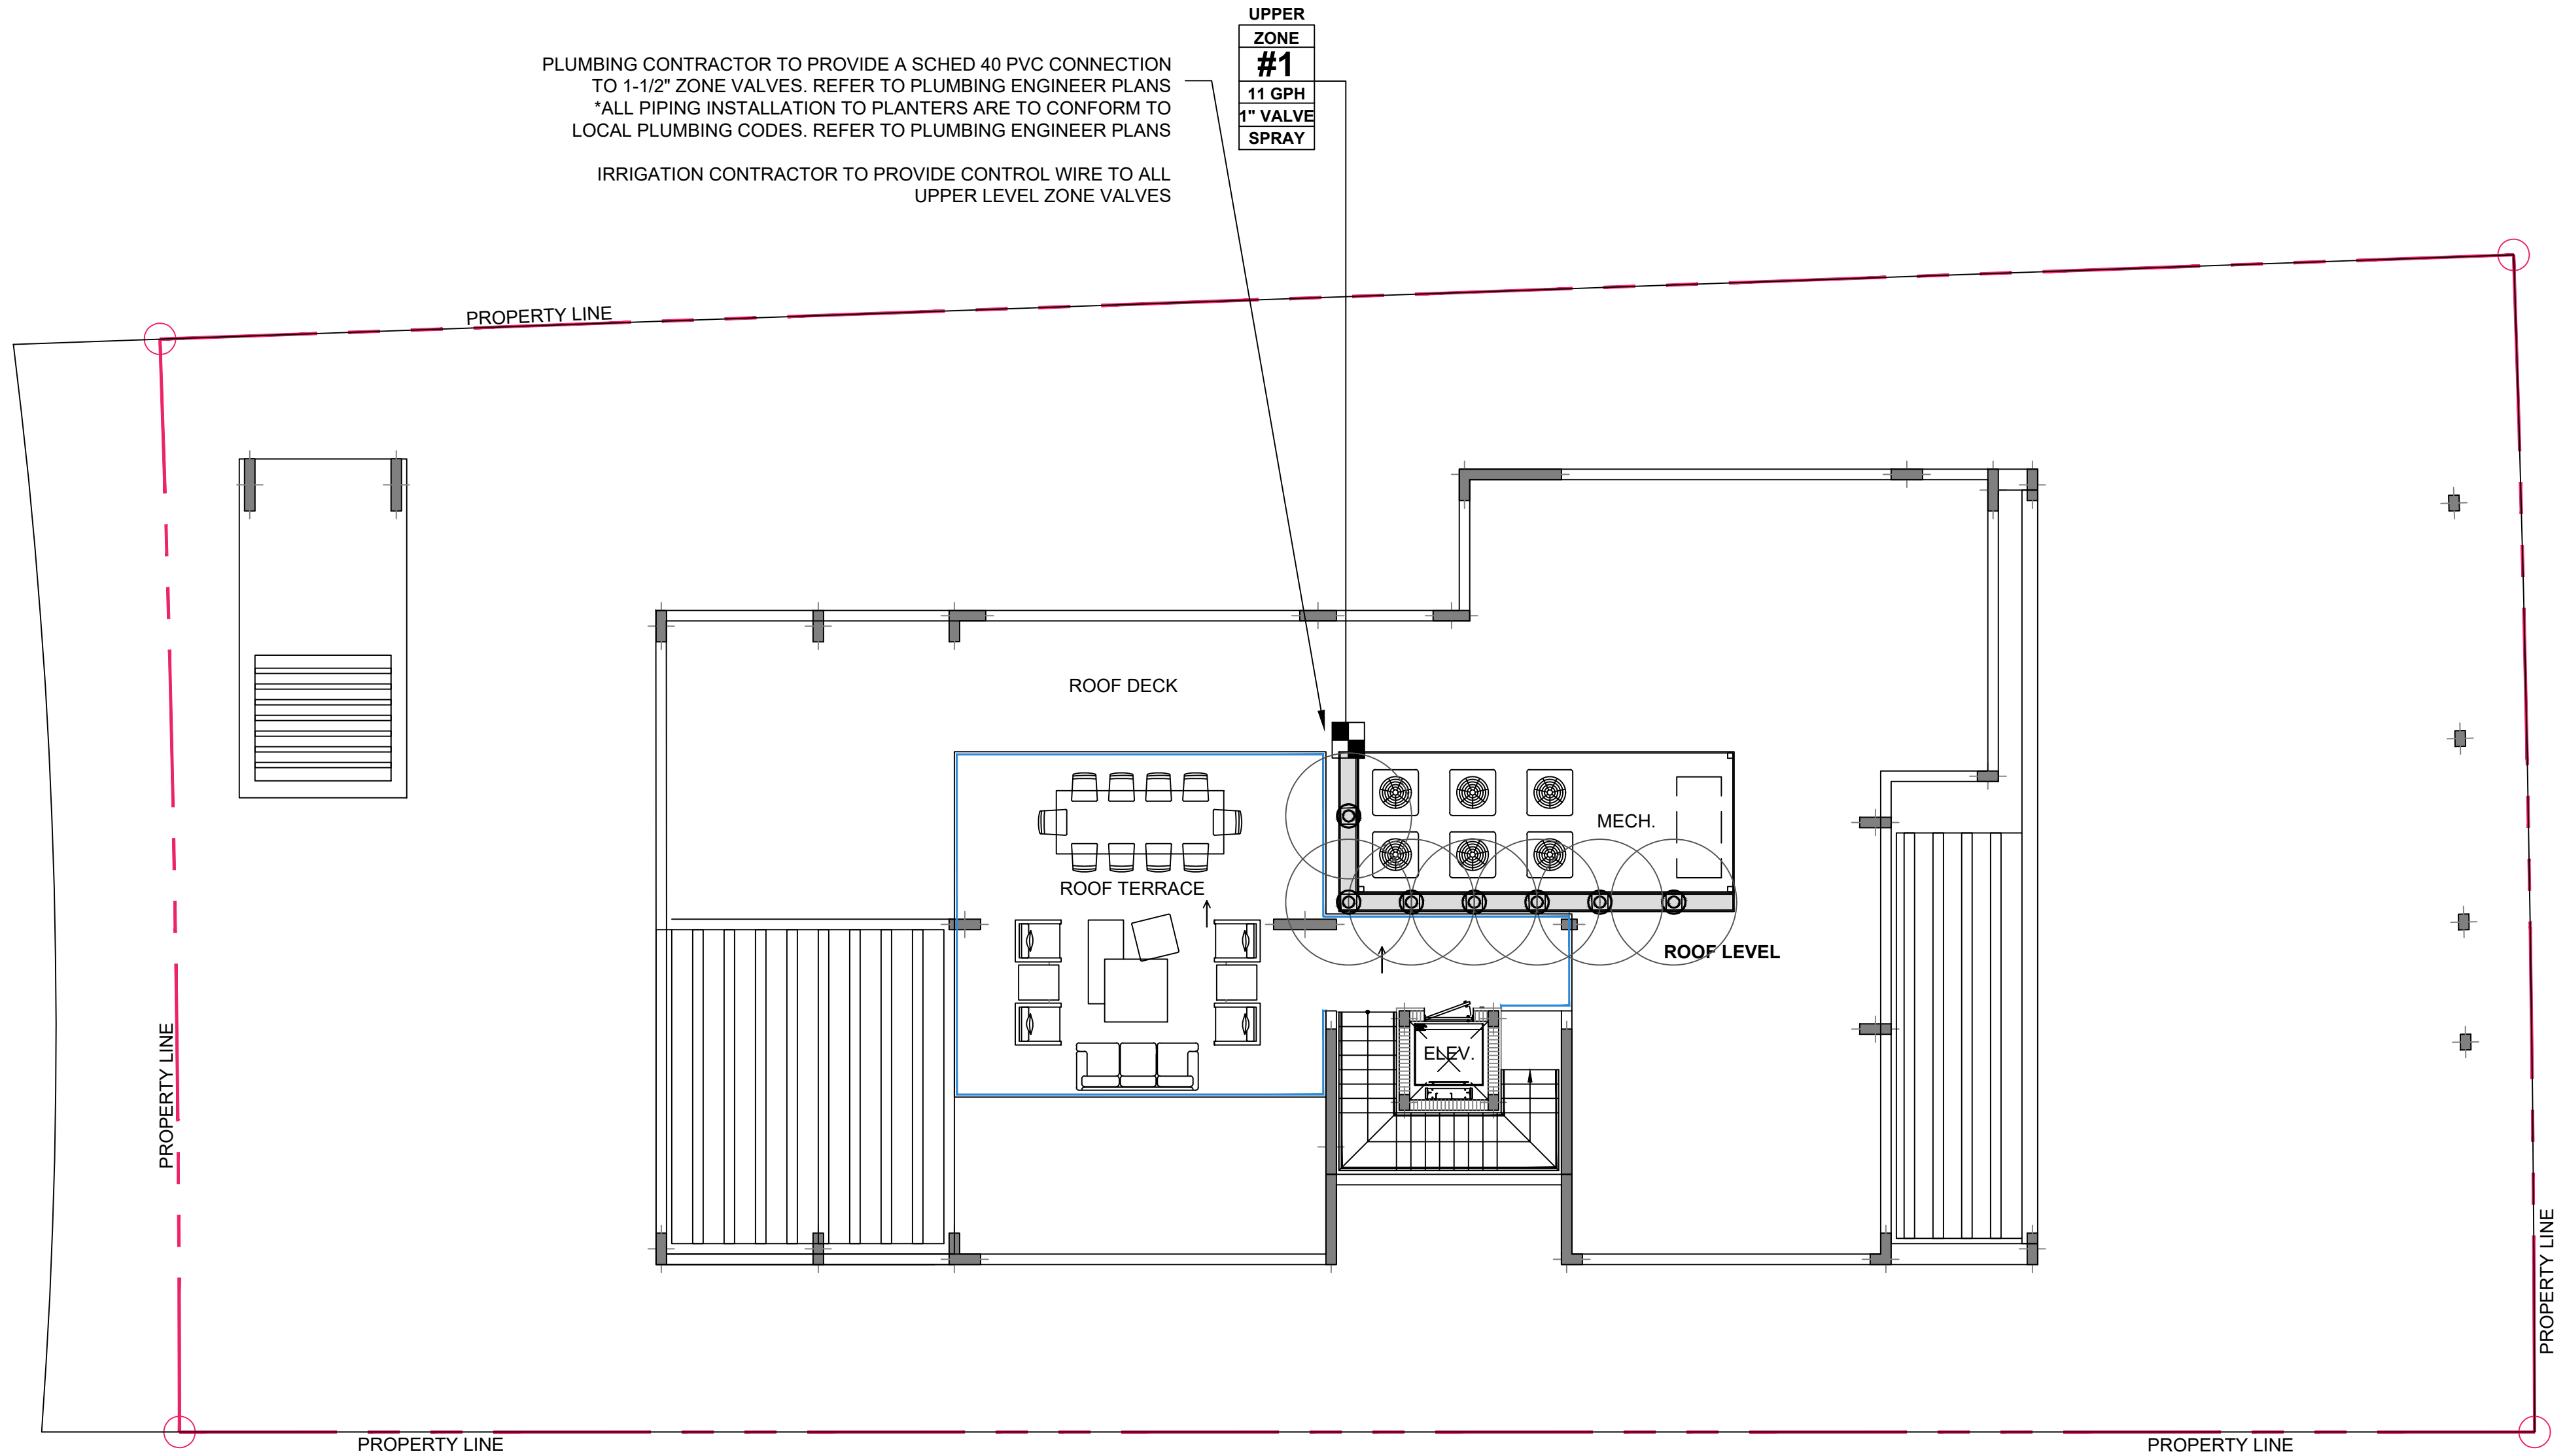 UPPER
ZONE
#1
11 GPH
1" VALVE
SPRAY
PLUMBING CONTRACTOR TO PROVIDE A SCHED 40 PVC CONNECTION
TO 1-1/2" ZONE VALVES. REFER TO PLUMBING ENGINEER PLANS
*ALL PIPING INSTALLATION TO PLANTERS ARE TO CONFORM TO
LOCAL PLUMBING CODES. REFER TO PLUMBING ENGINEER PLANS
IRRIGATION CONTRACTOR TO PROVIDE CONTROL WIRE TO ALL
UPPER LEVEL ZONE VALVES
PROPERTY LINE
ROOF DECK
MECH.
ROOF TERRACE
ROOF LEVEL
ELEV.
PROPERTY LINE
PROPERTY LINE
PROPERTY LINE
PROPERTY LINE